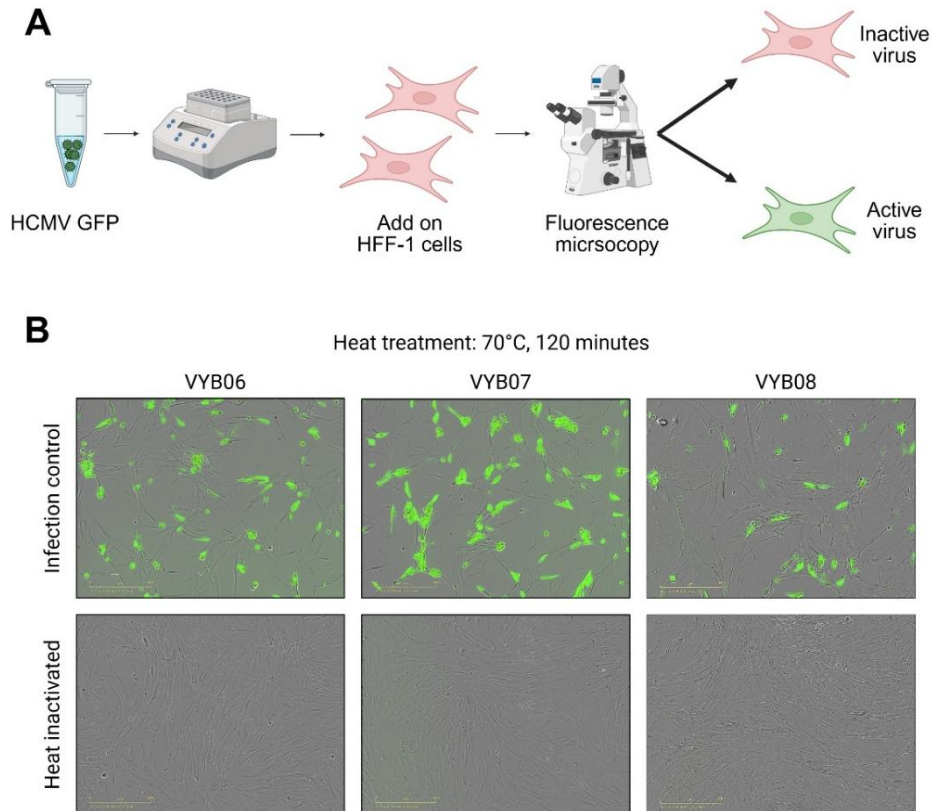 A
HCMV GFP
Add on
HFF-1 cells
Fluorescence
micrsocopy
Inactive
virus
Active
virus
B
Heat treatment: 70°C, 120 minutes
VYB06
VYB07
VYB08
Infection control
Heat inactivated